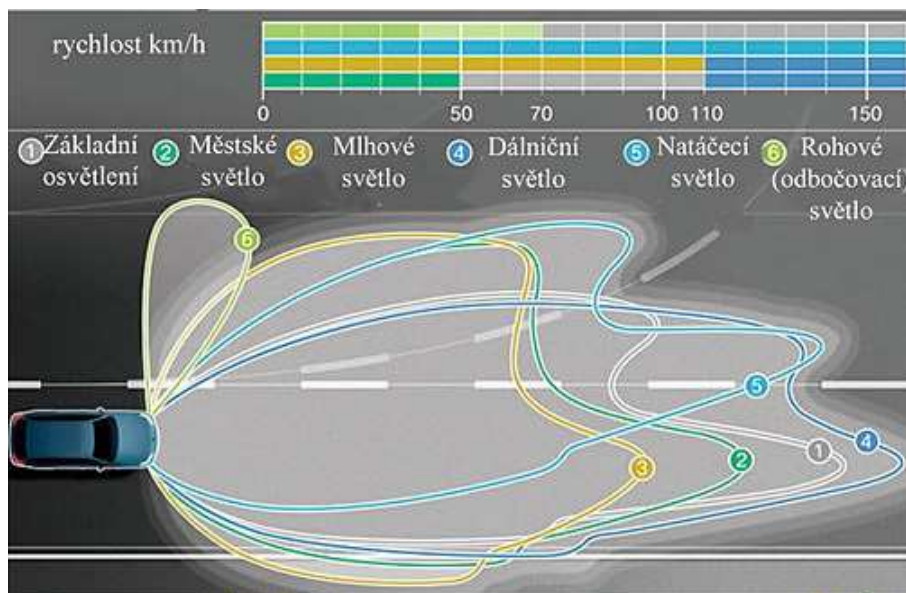 rychlost km/h
0 50 70 100 110 150
1 Základní osvětlení
2 Městské světlo
3 Mlhové světlo
4 Dálniční světlo
5 Natáčecí světlo
6 Rohové (odbočovací) světlo
6
5
4
1
2
3